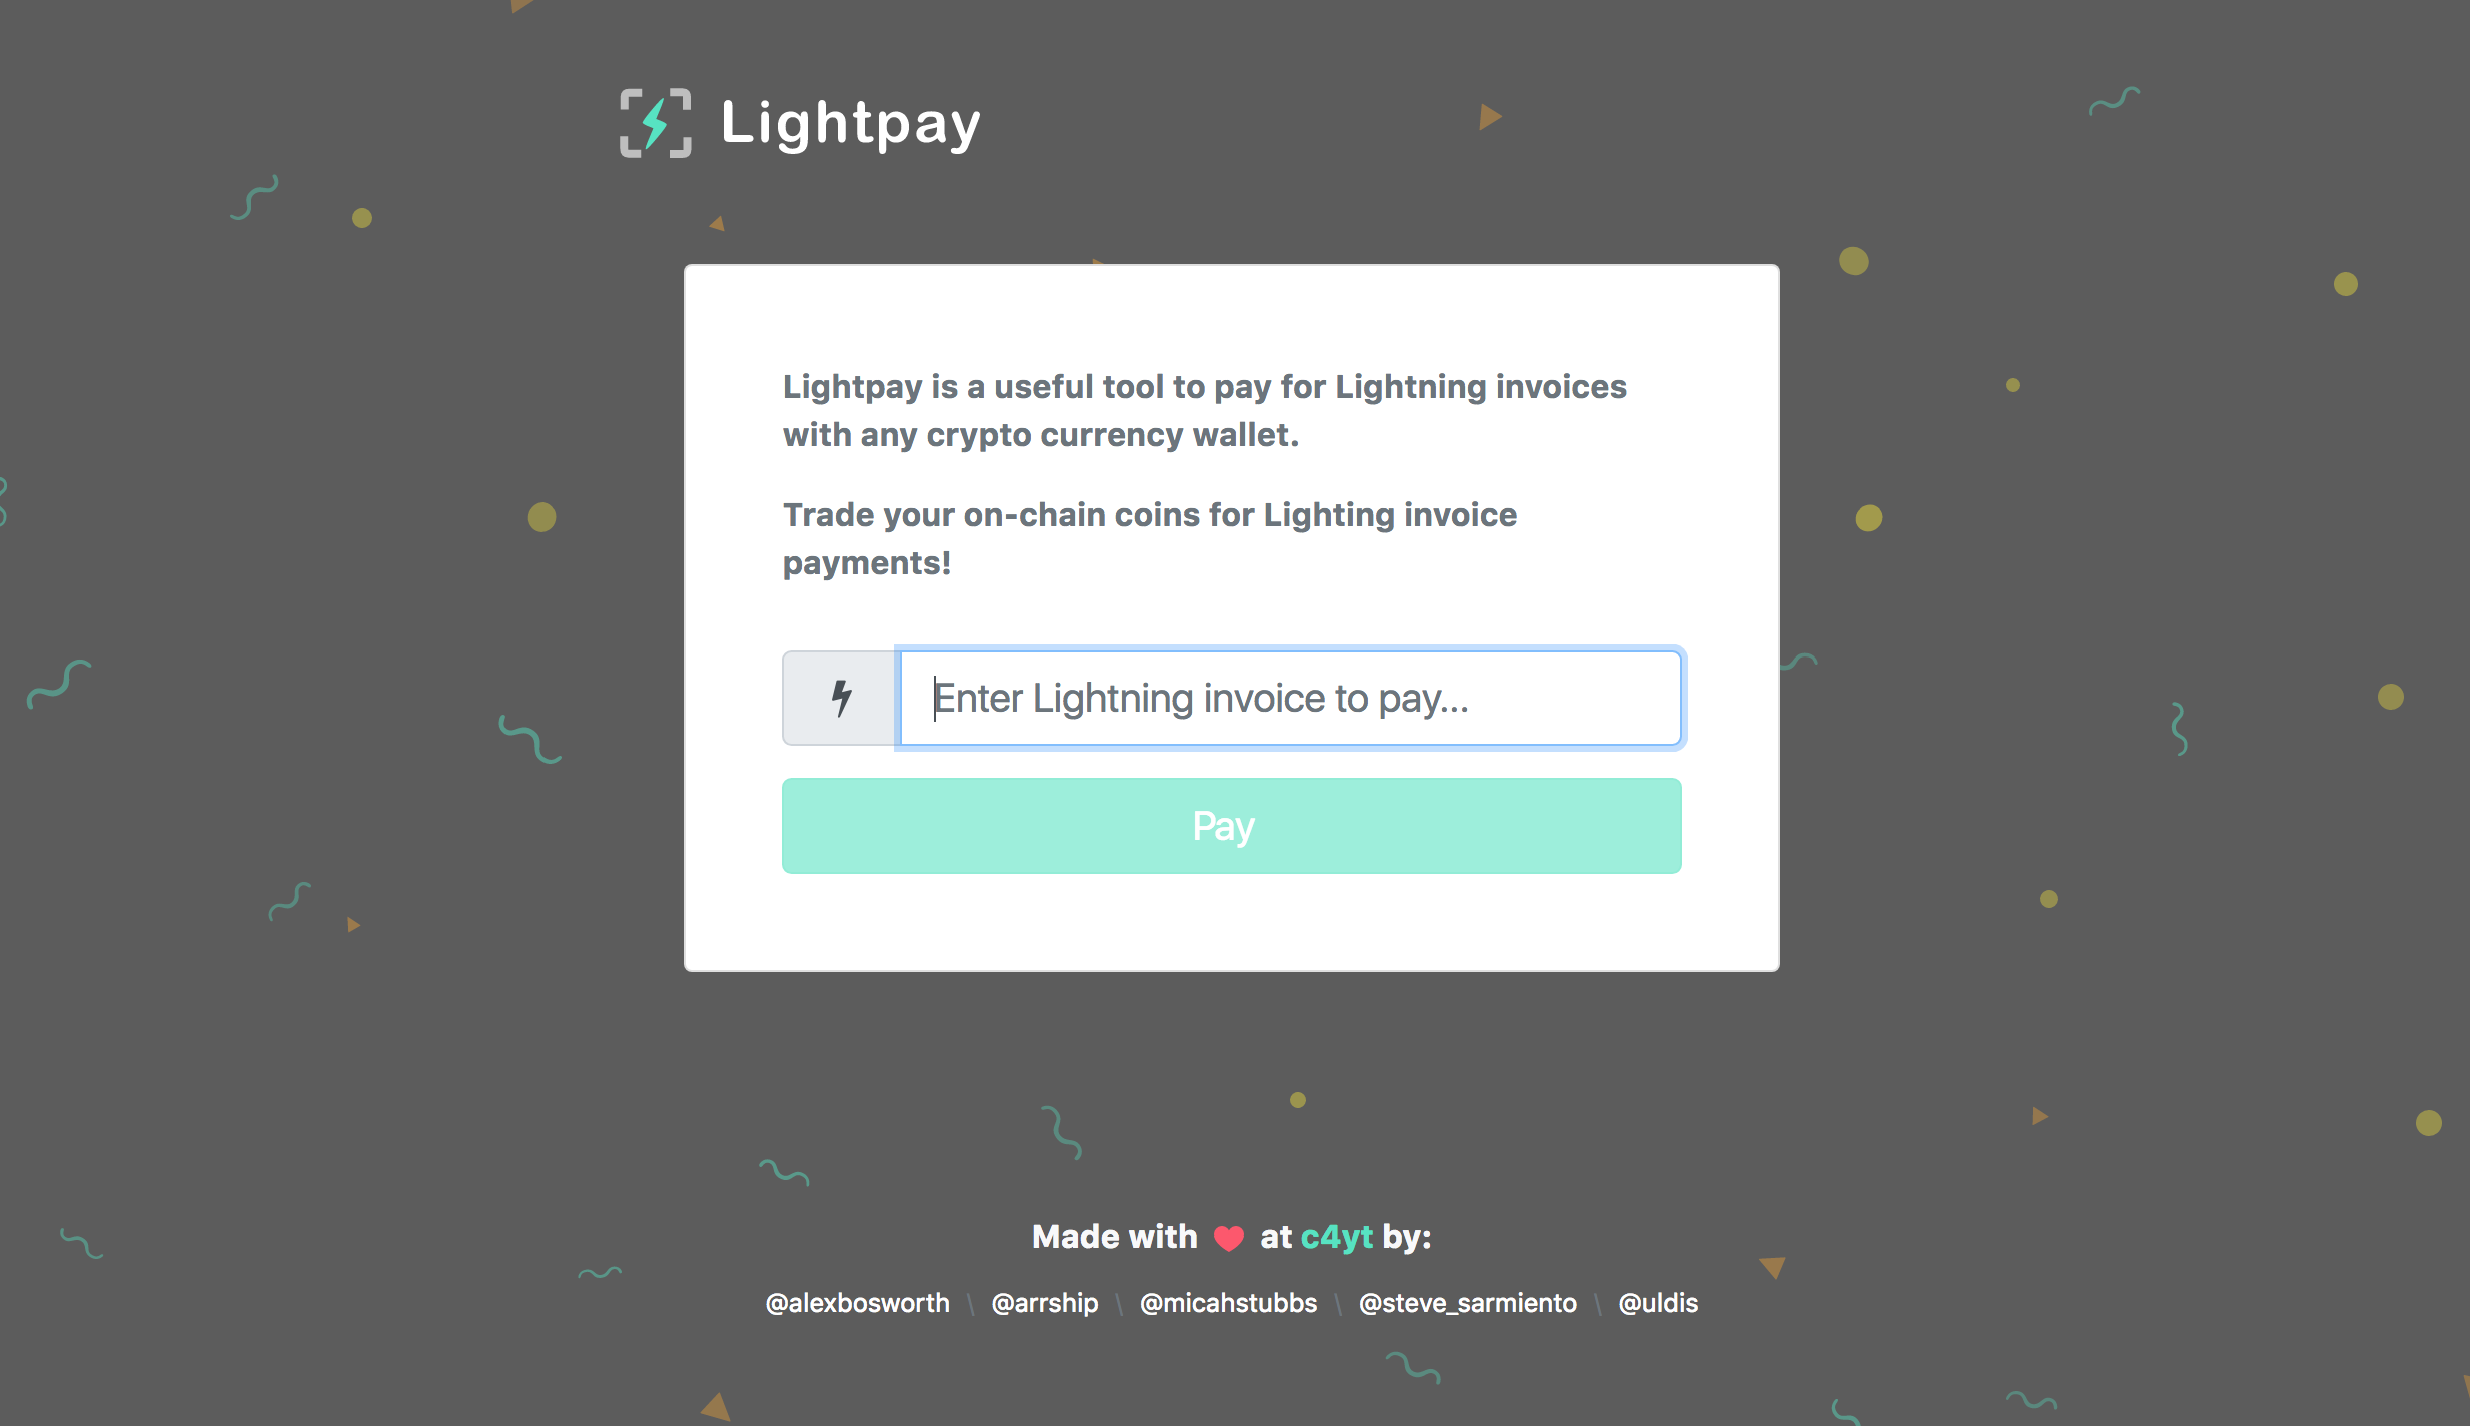 Lightpay
Lightpay is a useful tool to pay for Lightning invoices
with any crypto currency wallet.
Trade your on-chain coins for Lighting invoice
payments!
Enter Lightning invoice to pay...
Pay
Made with ❤ at c4yt by:
@alexbosworth \ @arrship \ @micahstubbs \ @steve_sarmiento \ @uldis